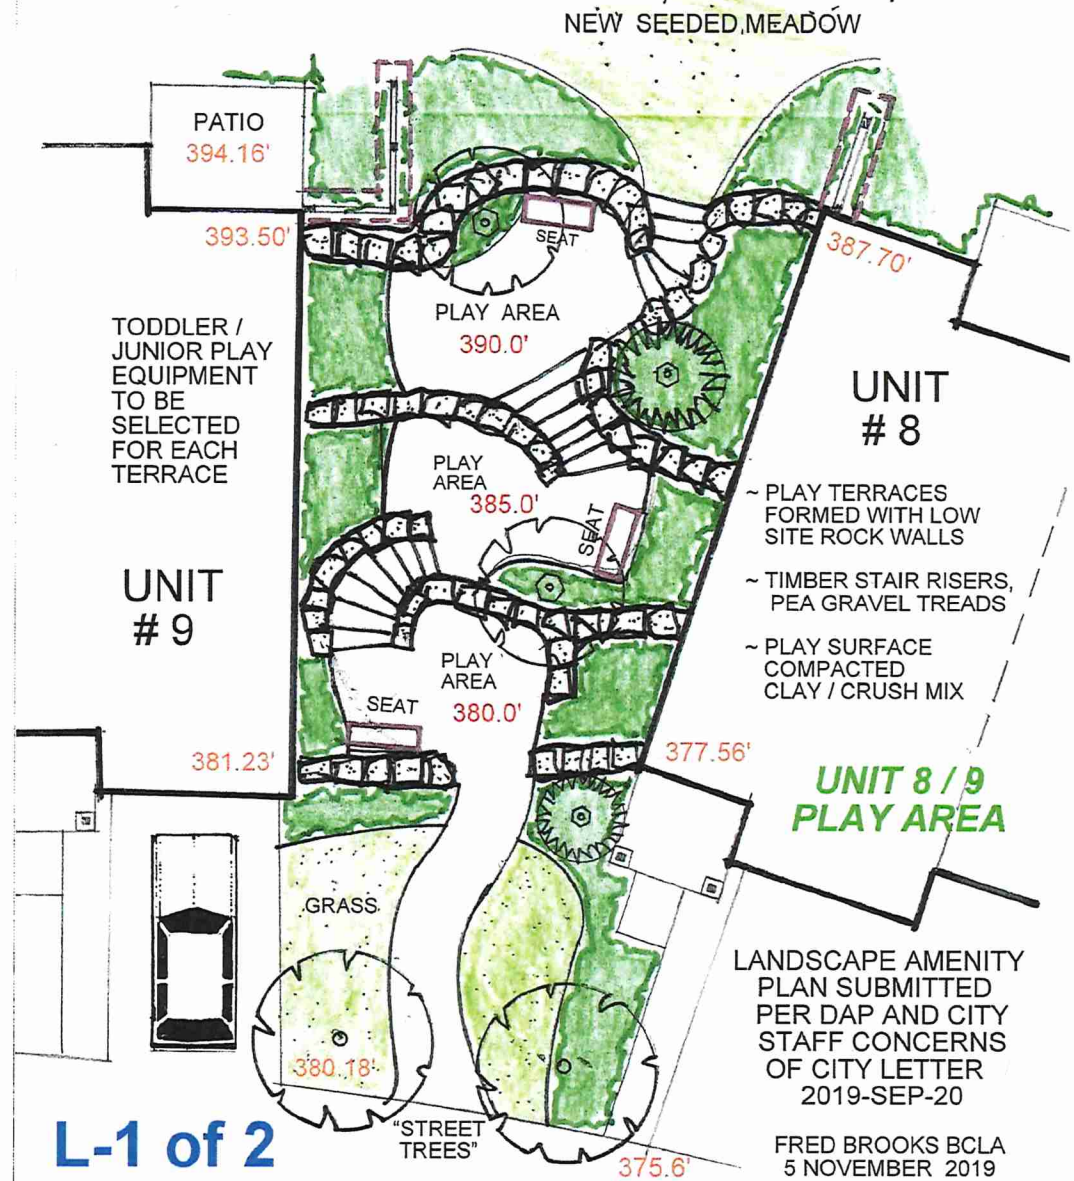 NEW SEEDED MEADOW
PATIO
394.16'
393.50'
SEAT
387.70'
PLAY AREA
390.0'
TODDLER /
JUNIOR PLAY
EQUIPMENT
TO BE
SELECTED
FOR EACH
TERRACE
UNIT
# 8
PLAY
AREA
385.0'
SEAT
~ PLAY TERRACES
FORMED WITH LOW
SITE ROCK WALLS
UNIT
# 9
~ TIMBER STAIR RISERS,
PEA GRAVEL TREADS
PLAY
AREA
380.0'
~ PLAY SURFACE
COMPACTED
CLAY / CRUSH MIX
SEAT
381.23'
377.56'
UNIT 8 / 9
PLAY AREA
GRASS
LANDSCAPE AMENITY
PLAN SUBMITTED
PER DAP AND CITY
STAFF CONCERNS
OF CITY LETTER
2019-SEP-20
380.18'
"STREET
TREES"
L-1 of 2
375.6'
FRED BROOKS BCLA
5 NOVEMBER 2019